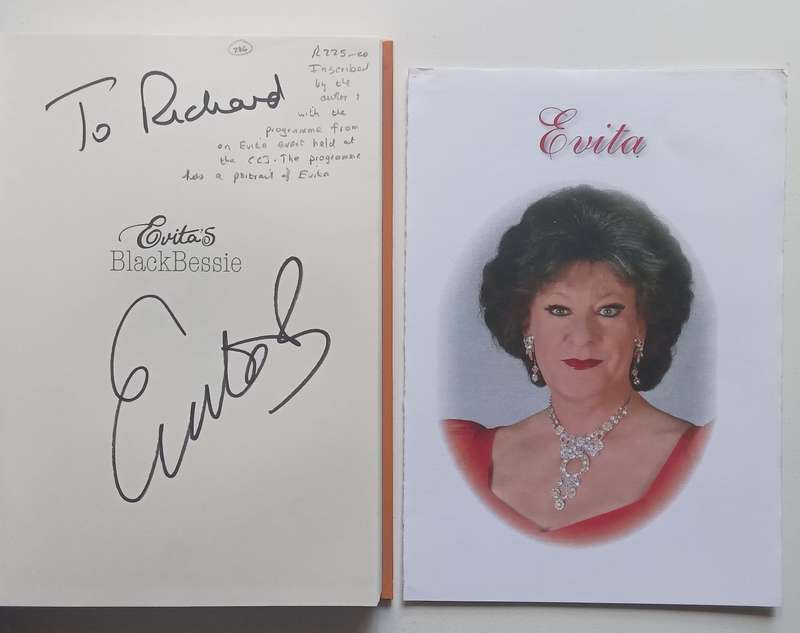 To Richard
286
R225-00
Inscribed
by the
author &
with the
programme from
an Evita event held at
the CCJ. The programme
has a portrait of Evita
Evita's
BlackBessie
Evita B
Evita